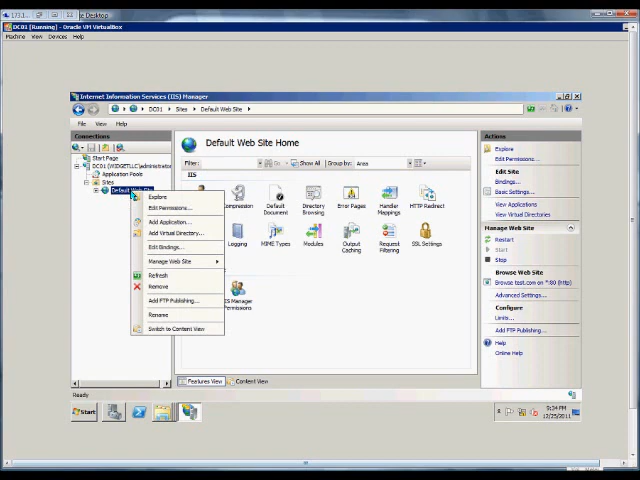 173.1...
Desktop
DC01 [Running] - Oracle VM VirtualBox
Machine View Devices Help
Internet Information Services (IIS) Manager
DC01 Sites Default Web Site
File View Help
Connections
Start Page
DC01 (WIDGETLLC\administrator
Application Pools
Sites
Default Web Site
Explore
Edit Permissions...
Add Application...
Add Virtual Directory...
Edit Bindings...
Manage Web Site
Refresh
Remove
Add FTP Publishing...
Rename
Switch to Content View
Default Web Site Home
Filter: Go Show All Group by: Area
IIS
Compression Default Document Directory Browsing Error Pages Handler Mappings HTTP Redirect
Logging MIME Types Modules Output Caching Request Filtering SSL Settings
IIS Manager Permissions
Features View Content View
Actions
Explore
Edit Permissions...
Edit Site
Bindings...
Basic Settings...
View Applications
View Virtual Directories
Manage Web Site
Restart
Start
Stop
Browse Web Site
Browse test.com on *:80 (http)
Advanced Settings...
Configure
Limits...
Add FTP Publishing...
Help
Online Help
Ready
Start
9:34 PM
12/25/2011